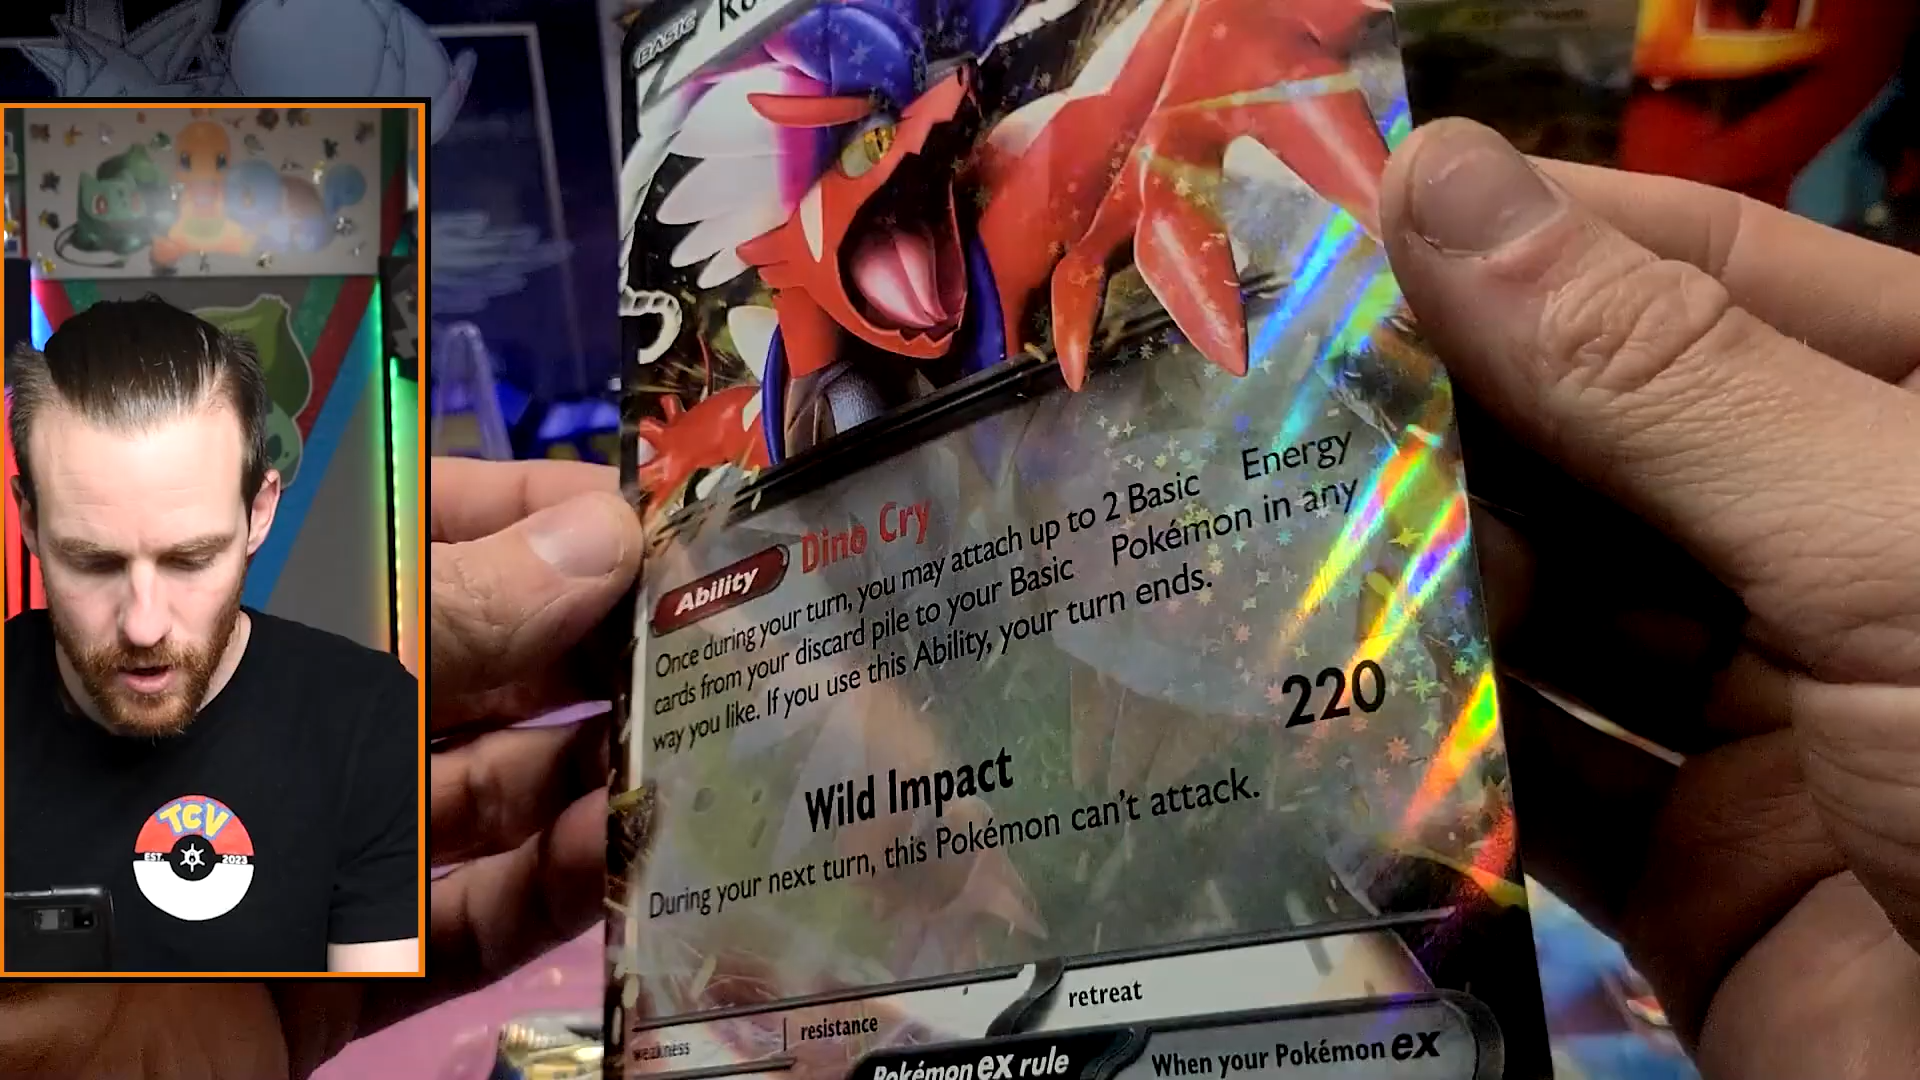 BASIC
Ability Dino Cry
Once during your turn, you may attach up to 2 Basic Energy
cards from your discard pile to your Basic Pokémon in any
way you like. If you use this Ability, your turn ends.
Wild Impact 220
During your next turn, this Pokémon can't attack.
weakness resistance retreat
Pokémon ex rule When your Pokémon ex
TCV
EST. 2023